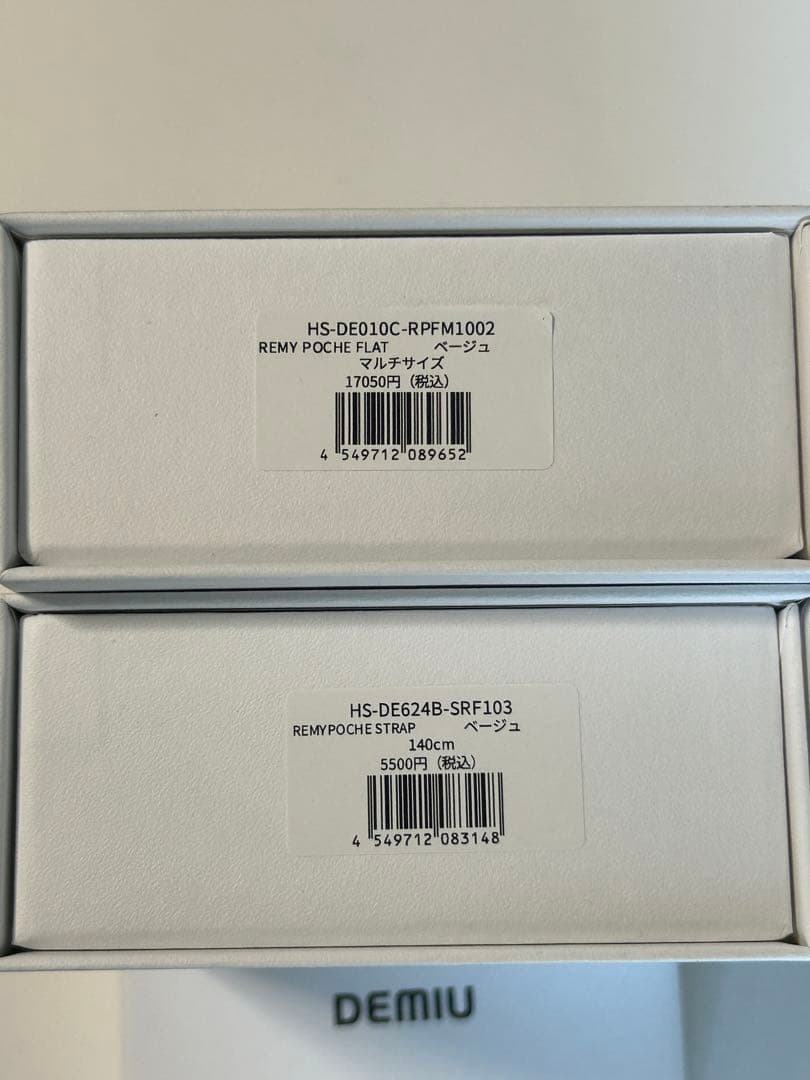 HS-DE010C-RPFM1002
REMY POCHE FLAT ベージュ
マルチサイズ
17050円（税込）
4 549712 089652
HS-DE624B-SRF103
REMYPOCHE STRAP ベージュ
140cm
5500円（税込）
4 549712 083148
DEMIU